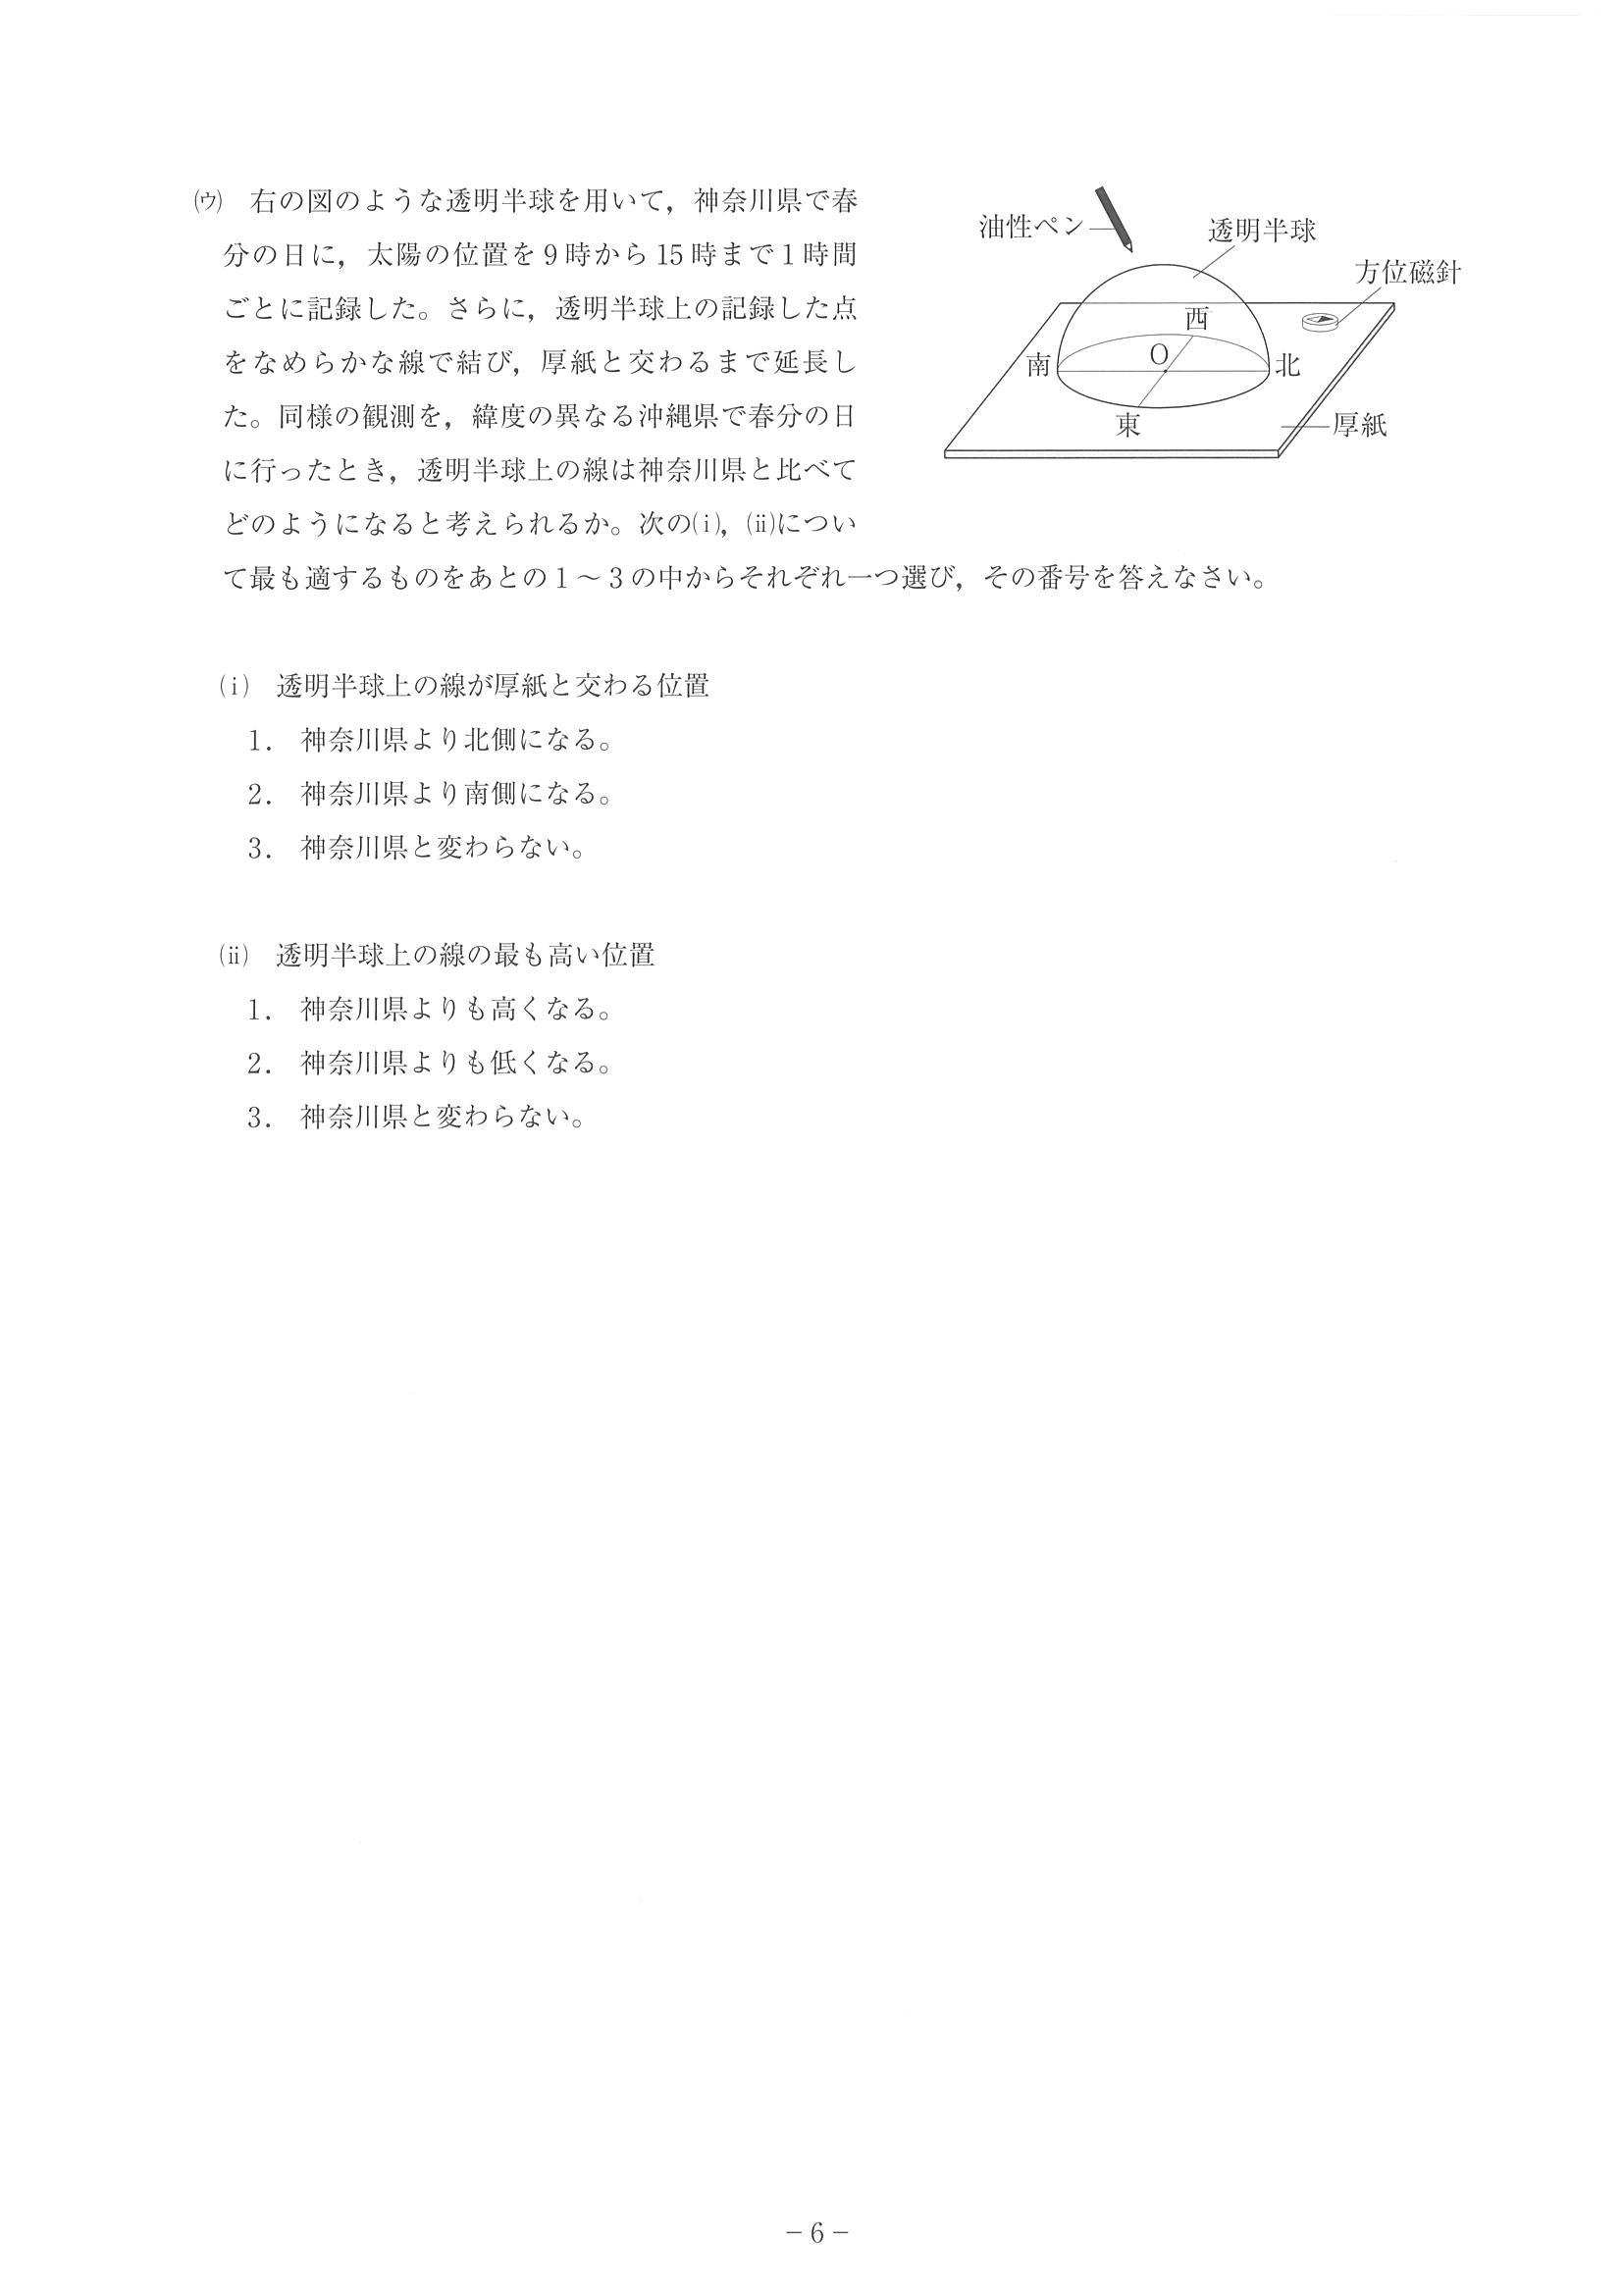 (ウ) 右の図のような透明半球を用いて，神奈川県で春
分の日に，太陽の位置を9時から15時まで1時間
ごとに記録した。さらに，透明半球上の記録した点
をなめらかな線で結び，厚紙と交わるまで延長し
た。同様の観測を，緯度の異なる沖縄県で春分の日
に行ったとき，透明半球上の線は神奈川県と比べて
どのようになると考えられるか。次の(ⅰ)，(ⅱ)につい
て最も適するものをあとの1～3の中からそれぞれ一つ選び，その番号を答えなさい。
油性ペン
透明半球
方位磁針
西
南
O
北
東
厚紙
(ⅰ) 透明半球上の線が厚紙と交わる位置
1. 神奈川県より北側になる。
2. 神奈川県より南側になる。
3. 神奈川県と変わらない。
(ⅱ) 透明半球上の線の最も高い位置
1. 神奈川県よりも高くなる。
2. 神奈川県よりも低くなる。
3. 神奈川県と変わらない。
－6－